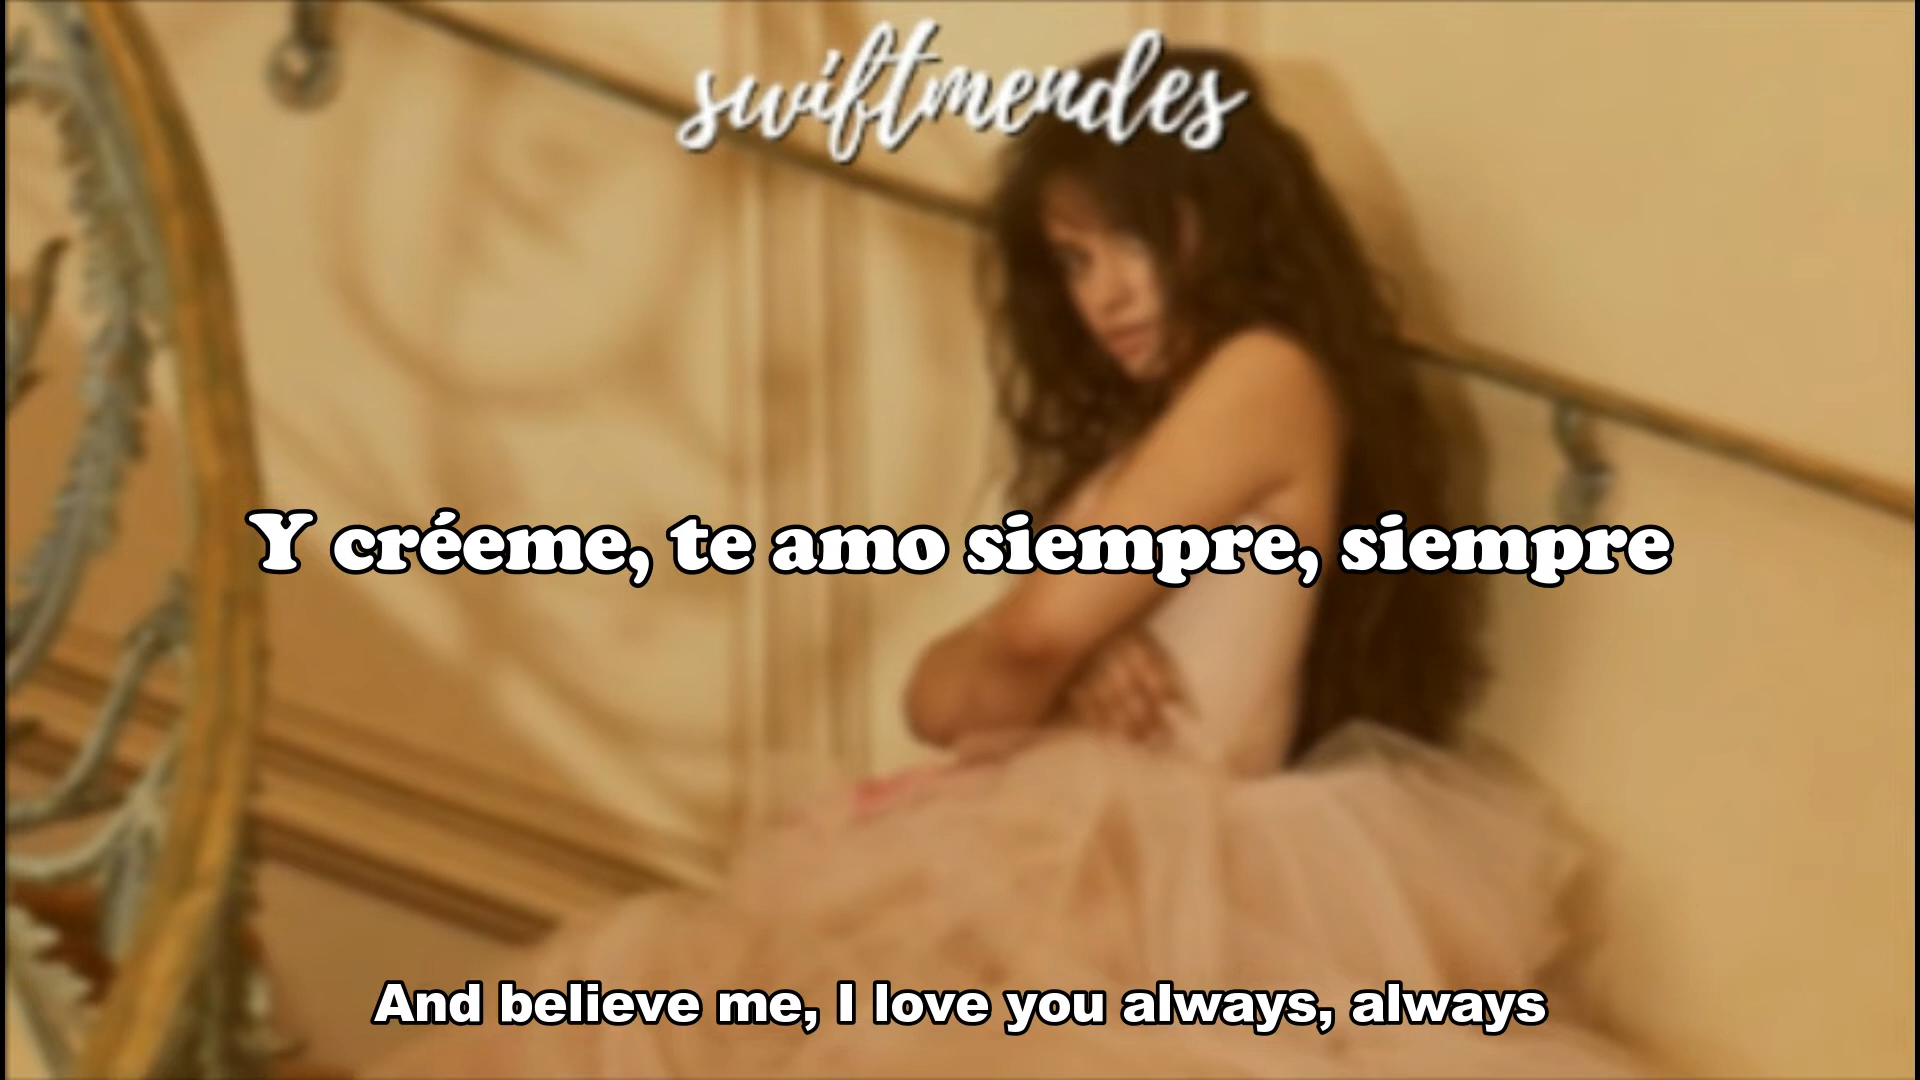 swiftmendes
Y créeme, te amo siempre, siempre
And believe me, I love you always, always